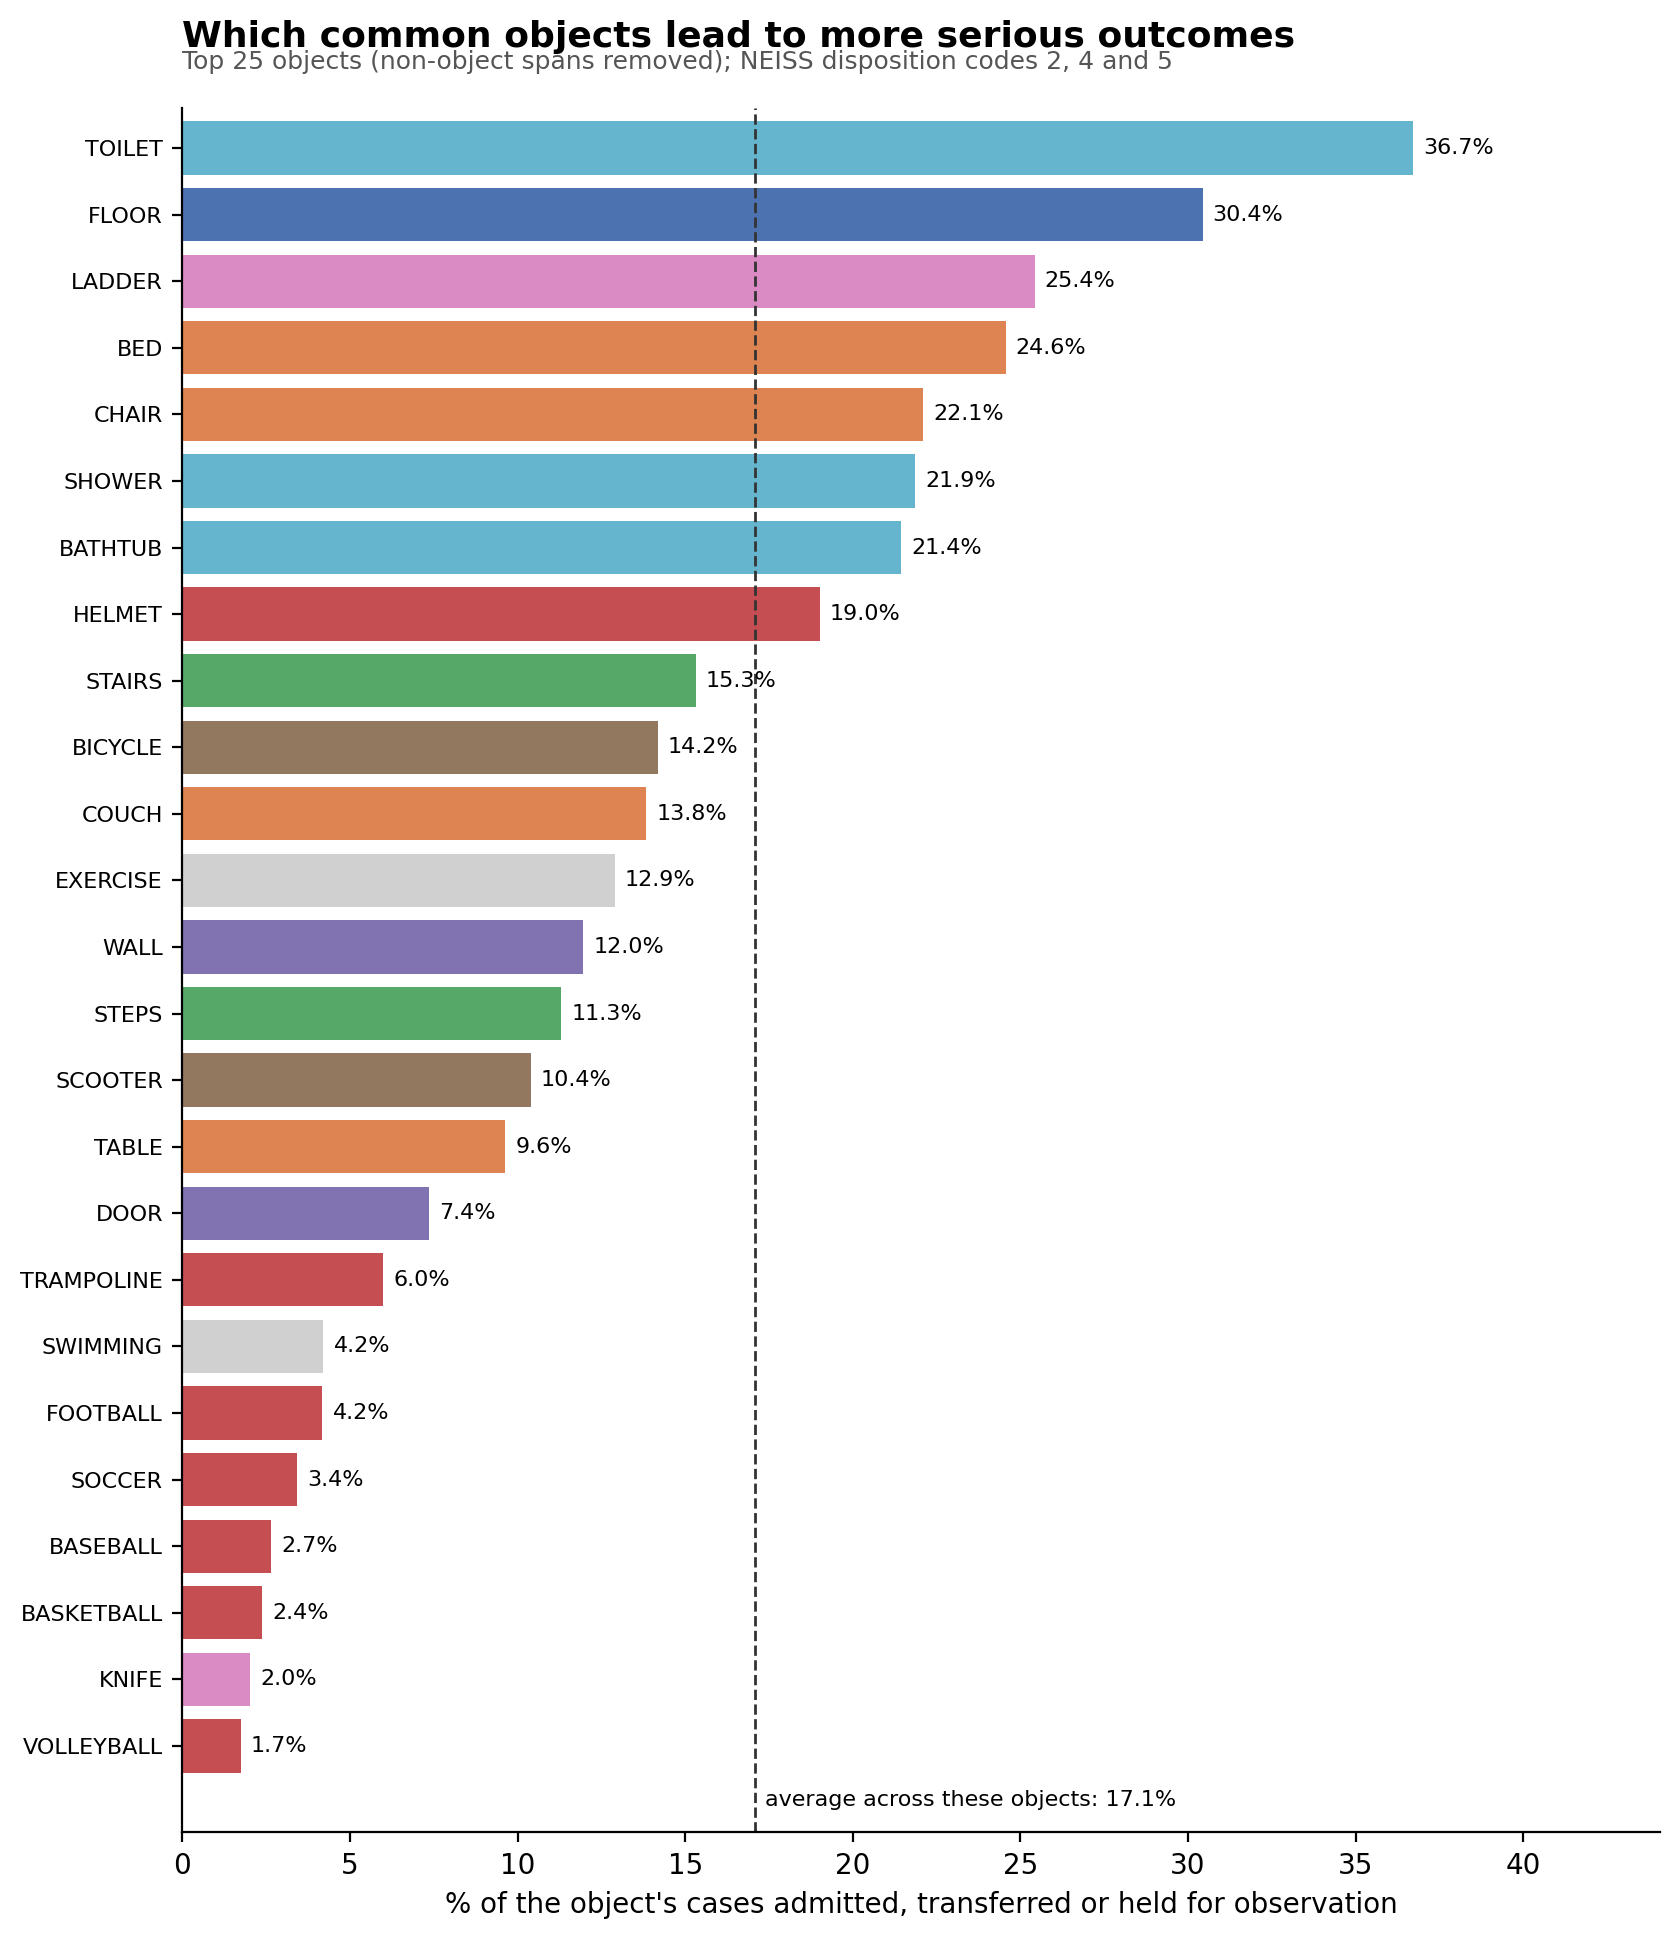 Which common objects lead to more serious outcomes
Top 25 objects (non-object spans removed); NEISS disposition codes 2, 4 and 5
TOILET 36.7%
FLOOR 30.4%
LADDER 25.4%
BED 24.6%
CHAIR 22.1%
SHOWER 21.9%
BATHTUB 21.4%
HELMET 19.0%
STAIRS 15.3%
BICYCLE 14.2%
COUCH 13.8%
EXERCISE 12.9%
WALL 12.0%
STEPS 11.3%
SCOOTER 10.4%
TABLE 9.6%
DOOR 7.4%
TRAMPOLINE 6.0%
SWIMMING 4.2%
FOOTBALL 4.2%
SOCCER 3.4%
BASEBALL 2.7%
BASKETBALL 2.4%
KNIFE 2.0%
VOLLEYBALL 1.7%
average across these objects: 17.1%
0 5 10 15 20 25 30 35 40
% of the object's cases admitted, transferred or held for observation